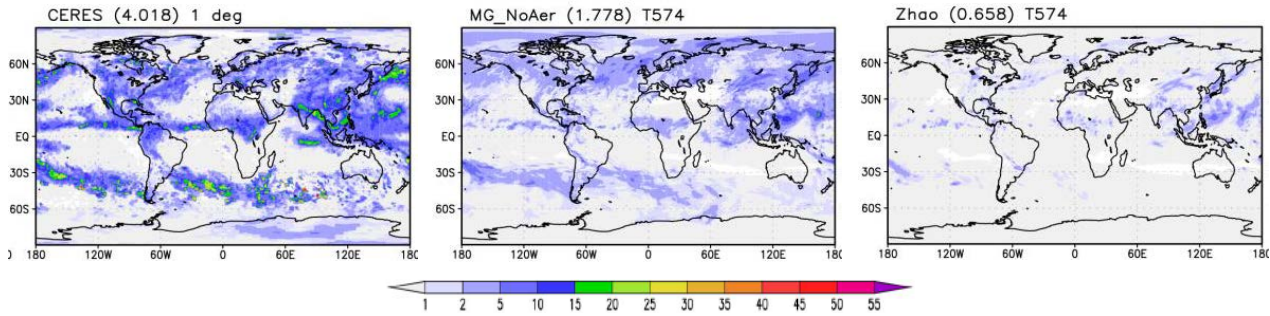 CERES (4.018) 1 deg
MG_NoAer (1.778) T574
Zhao (0.658) T574
60N
30N
EQ
30S
60S
180 120W 60W 0 60E 120E 180
60N
30N
EQ
30S
60S
180 120W 60W 0 60E 120E 180
60N
30N
EQ
30S
60S
180 120W 60W 0 60E 120E 180
1 2 5 10 15 20 25 30 35 40 45 50 55